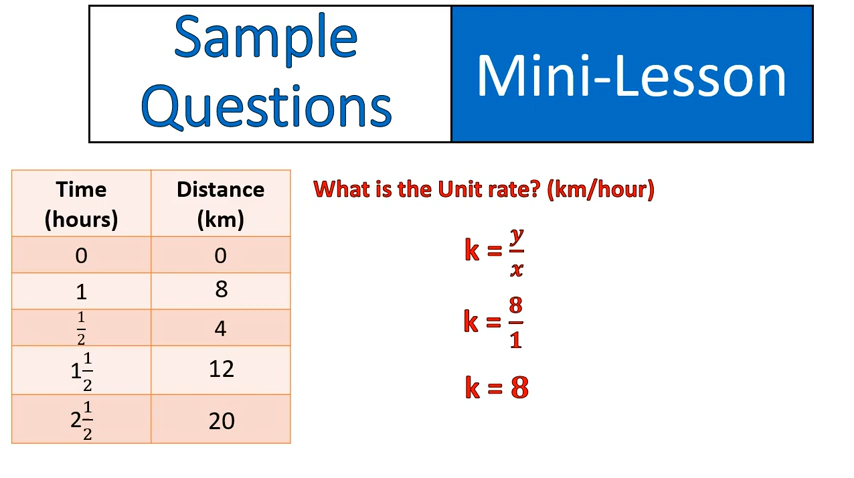 Sample
Questions
Mini-Lesson
Time
(hours)
Distance
(km)
0
0
1
8
1/2
4
1 1/2
12
2 1/2
20
What is the Unit rate? (km/hour)
k = y/x
k = 8/1
k = 8